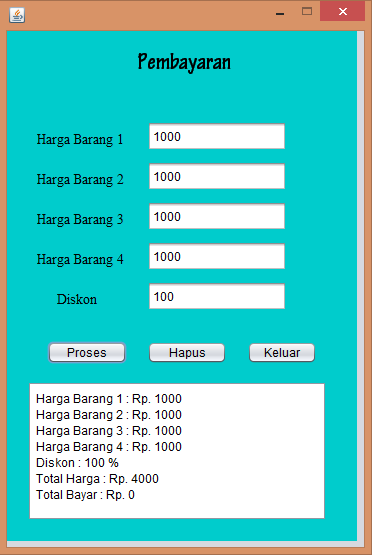 Pembayaran
Harga Barang 1 1000
Harga Barang 2 1000
Harga Barang 3 1000
Harga Barang 4 1000
Diskon 100
Proses Hapus Keluar
Harga Barang 1 : Rp. 1000
Harga Barang 2 : Rp. 1000
Harga Barang 3 : Rp. 1000
Harga Barang 4 : Rp. 1000
Diskon : 100 %
Total Harga : Rp. 4000
Total Bayar : Rp. 0